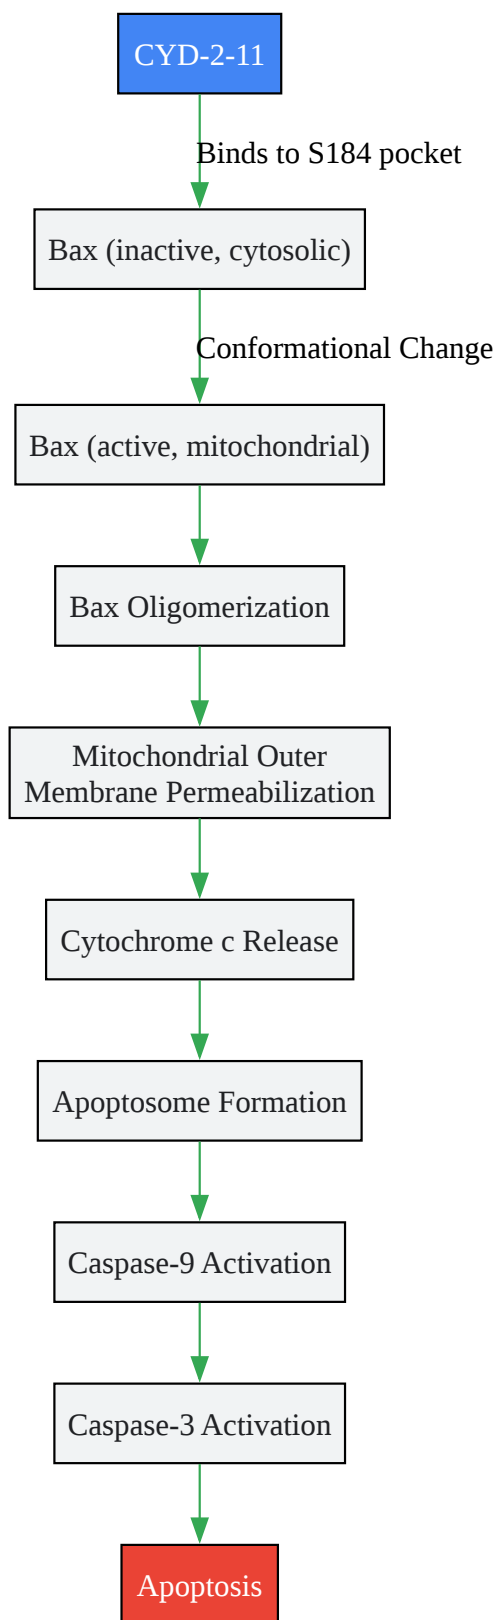 CYD-2-11
Binds to S184 pocket
Bax (inactive, cytosolic)
Conformational Change
Bax (active, mitochondrial)
Bax Oligomerization
Mitochondrial Outer
Membrane Permeabilization
Cytochrome c Release
Apoptosome Formation
Caspase-9 Activation
Caspase-3 Activation
Apoptosis